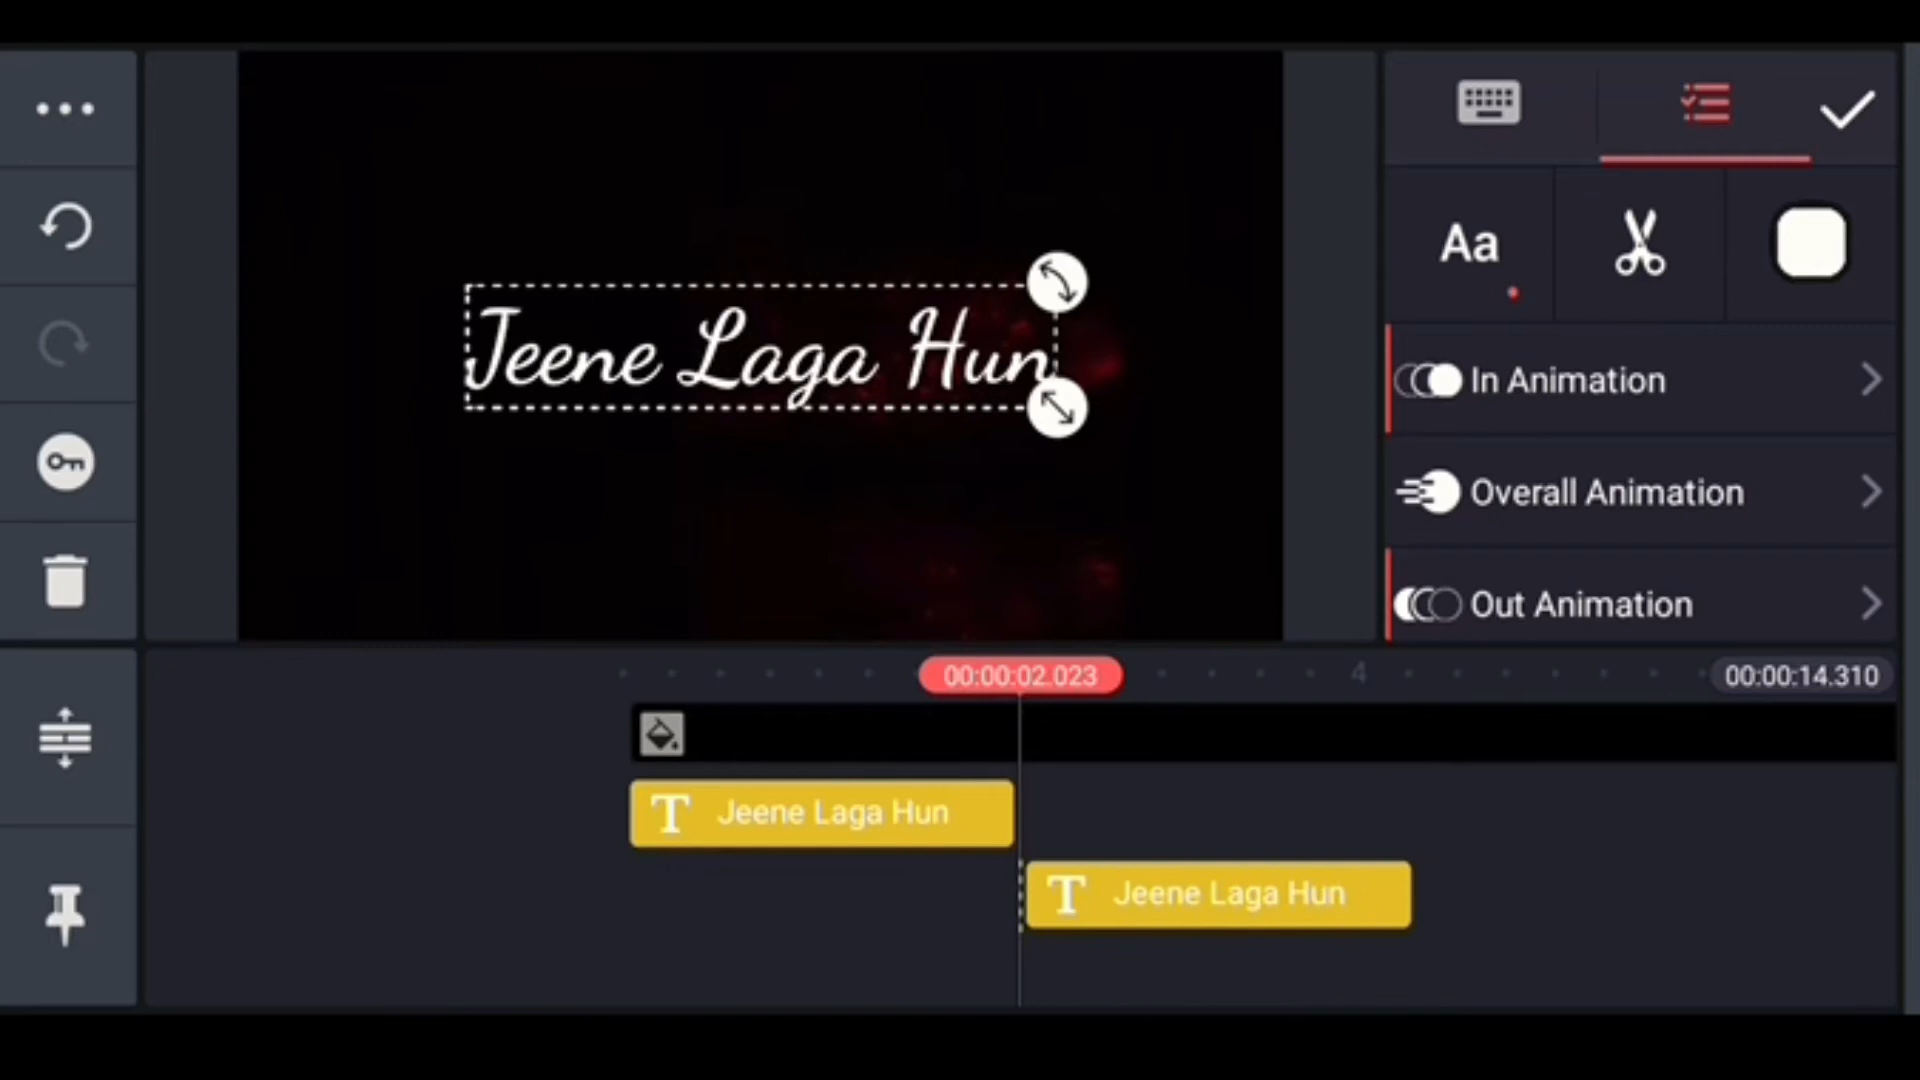 Jeene Laga Hun
Aa
In Animation
Overall Animation
Out Animation
00:00:02.023
4
00:00:14.310
T Jeene Laga Hun
T Jeene Laga Hun